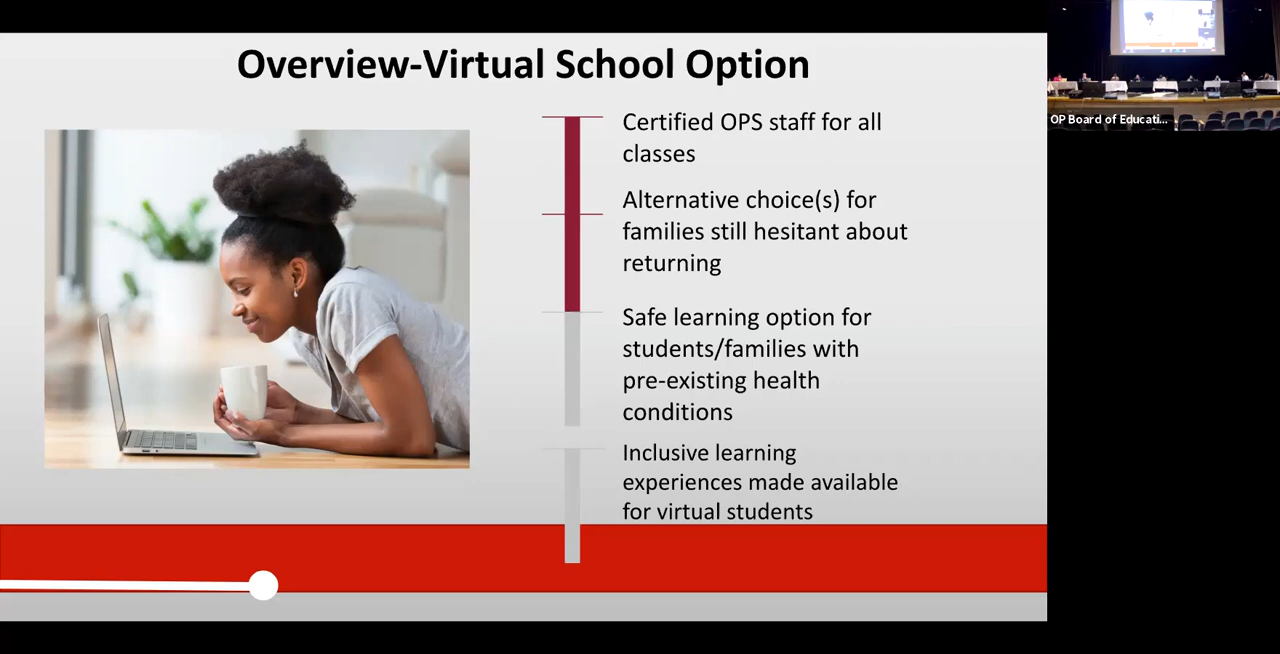 Overview-Virtual School Option
Certified OPS staff for all
classes
Alternative choice(s) for
families still hesitant about
returning
Safe learning option for
students/families with
pre-existing health
conditions
Inclusive learning
experiences made available
for virtual students
OP Board of Educati...